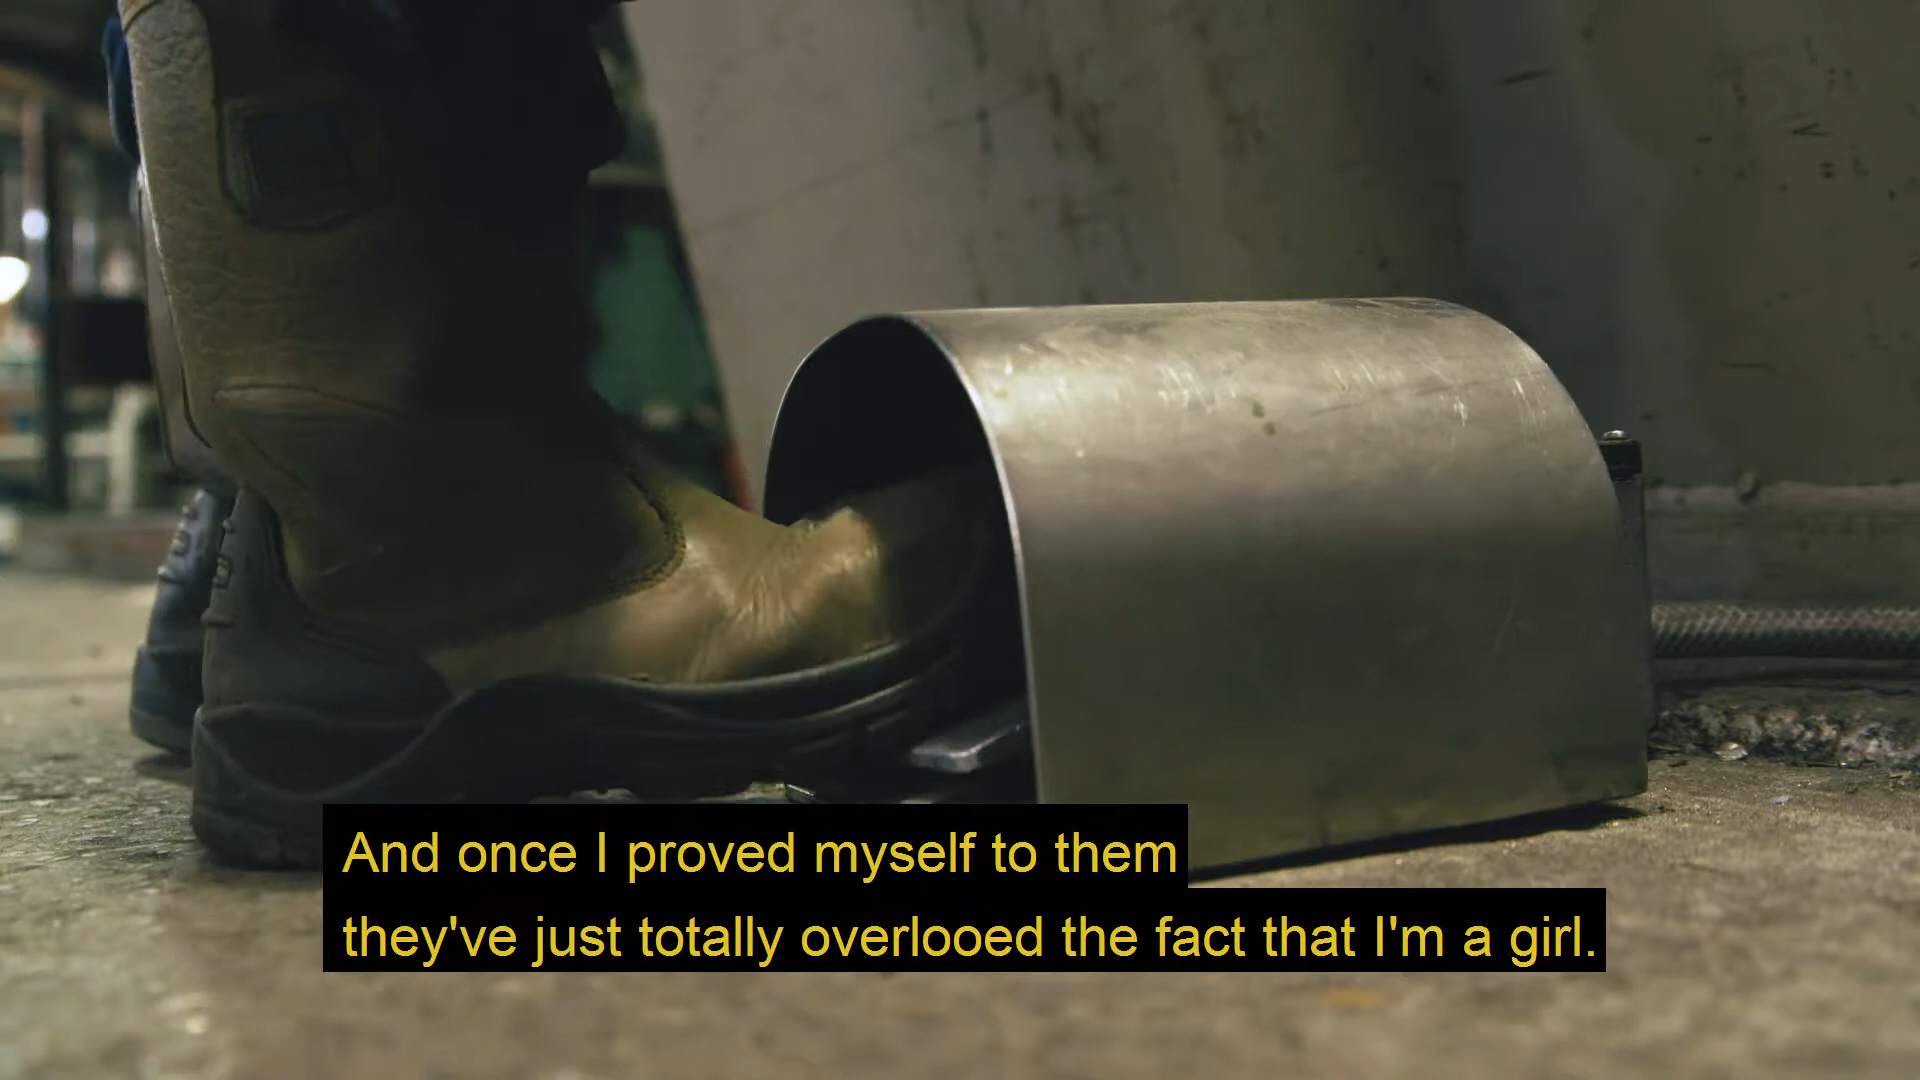 And once I proved myself to them
they've just totally overlooed the fact that I'm a girl.